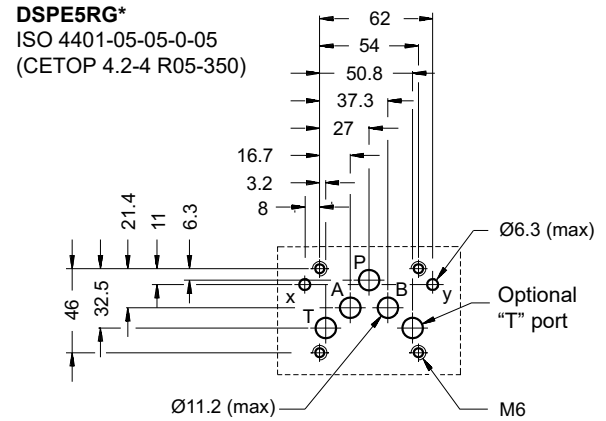 DSPE5RG*
ISO 4401-05-05-0-05
(CETOP 4.2-4 R05-350)
62
54
50.8
37.3
27
16.7
3.2
8
21.4
11
6.3
46
32.5
Ø6.3 (max)
P
x
A
B
y
T
Optional
“T” port
Ø11.2 (max)
M6